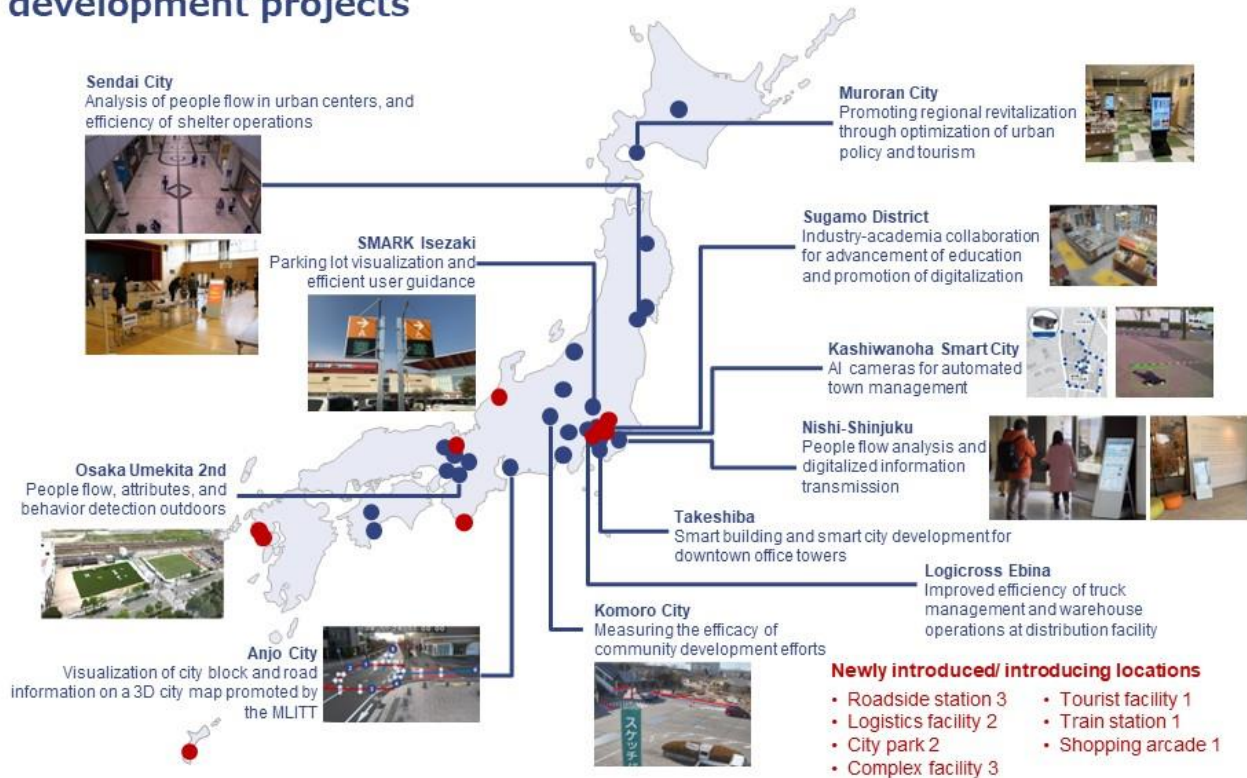 development projects
Sendai City
Analysis of people flow in urban centers, and
efficiency of shelter operations
Muroran City
Promoting regional revitalization
through optimization of urban
policy and tourism
SMARK Isezaki
Parking lot visualization and
efficient user guidance
Sugamo District
Industry-academia collaboration
for advancement of education
and promotion of digitalization
Kashiwanoha Smart City
AI cameras for automated
town management
Nishi-Shinjuku
People flow analysis and
digitalized information
transmission
Osaka Umekita 2nd
People flow, attributes, and
behavior detection outdoors
Takeshiba
Smart building and smart city development for
downtown office towers
Logicross Ebina
Improved efficiency of truck
management and warehouse
operations at distribution facility
Komoro City
Measuring the efficacy of
community development efforts
スケッチパ
Anjo City
Visualization of city block and road
information on a 3D city map promoted by
the MLITT
Newly introduced/ introducing locations
• Roadside station 3
• Logistics facility 2
• City park 2
• Complex facility 3
• Tourist facility 1
• Train station 1
• Shopping arcade 1